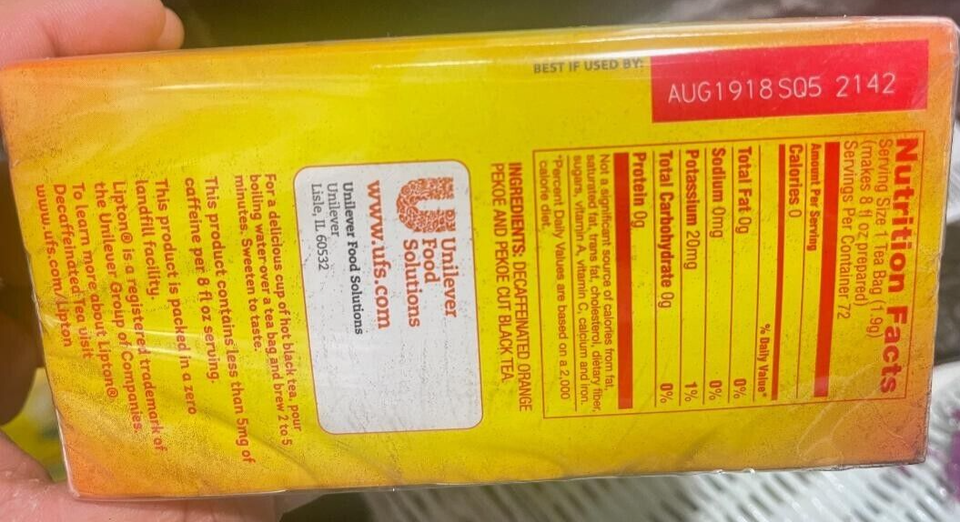 BEST IF USED BY:
AUG1918 SQ5 2142
Nutrition Facts
Serving Size 1 Tea Bag (1.9g)
(makes 8 fl oz prepared)
Servings Per Container 72
Amount Per Serving
Calories 0
% Daily Value*
Total Fat 0g 0%
Sodium 0mg 0%
Potassium 20mg 1%
Total Carbohydrate 0g 0%
Protein 0g
Not a significant source of calories from fat,
saturated fat, trans fat, cholesterol, dietary fiber,
sugars, vitamin A, vitamin C, calcium and iron.
*Percent Daily Values are based on a 2,000
calorie diet.
INGREDIENTS: DECAFFEINATED ORANGE
PEKOE AND PEKOE CUT BLACK TEA
Unilever
Food
Solutions
www.ufs.com
Unilever Food Solutions
Unilever
Lisle, IL 60532
For a delicious cup of hot black tea, pour
boiling water over a tea bag and brew 2 to 5
minutes. Sweeten to taste.
This product contains less than 5mg of
caffeine per 8 fl oz serving.
This product is packed in a zero
landfill facility.
Lipton® is a registered trademark of
the Unilever Group of Companies.
To learn more about Lipton®
Decaffeinated Tea visit
www.ufs.com/Lipton